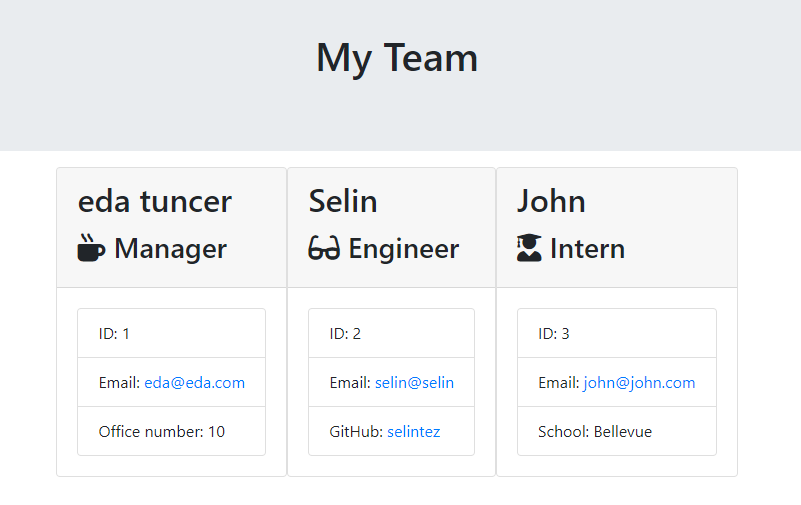 My Team
eda tuncer
Manager
ID: 1
Email: eda@eda.com
Office number: 10
Selin
Engineer
ID: 2
Email: selin@selin
GitHub: selintez
John
Intern
ID: 3
Email: john@john.com
School: Bellevue